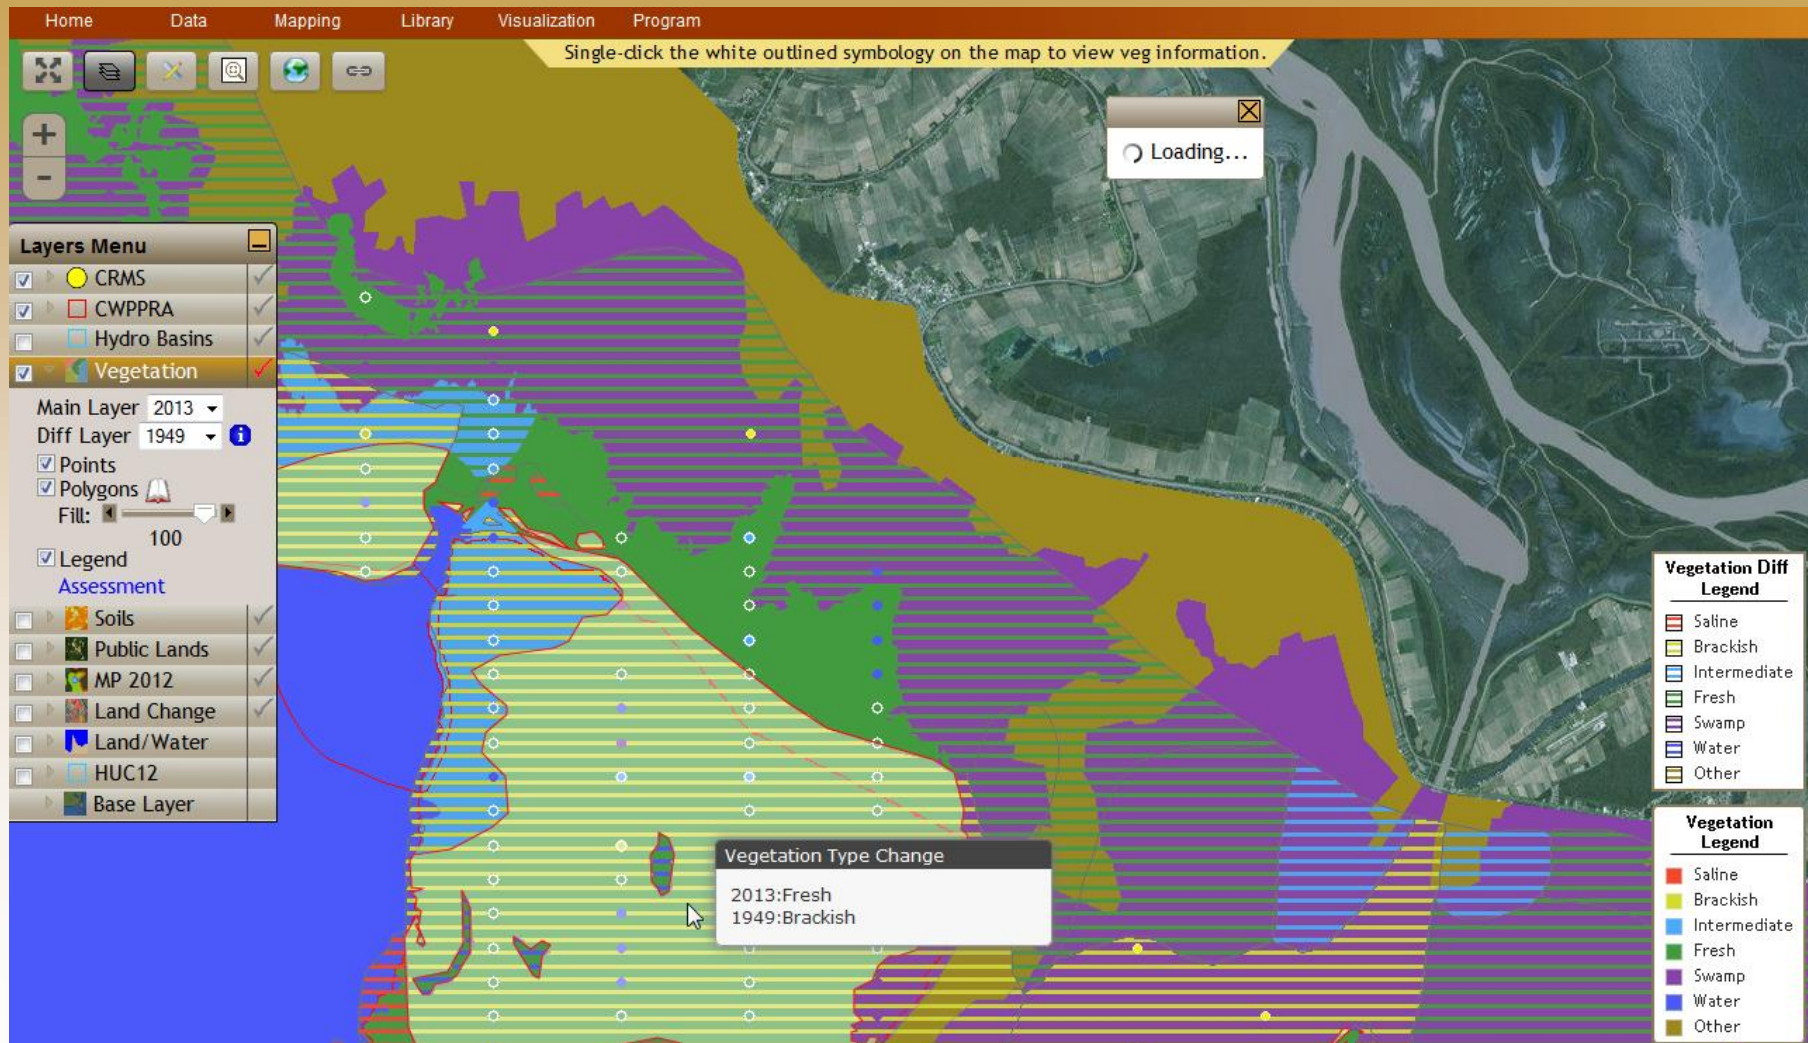 Home Data Mapping Library Visualization Program
Single-click the white outlined symbology on the map to view veg information.
Loading...
Layers Menu
CRMS
CWPPRA
Hydro Basins
Vegetation
Main Layer 2013
Diff Layer 1949
Points
Polygons
Fill:
100
Legend
Assessment
Soils
Public Lands
MP 2012
Land Change
Land/Water
HUC12
Base Layer
Vegetation Type Change
2013:Fresh
1949:Brackish
Vegetation Diff
Legend
Saline
Brackish
Intermediate
Fresh
Swamp
Water
Other
Vegetation
Legend
Saline
Brackish
Intermediate
Fresh
Swamp
Water
Other